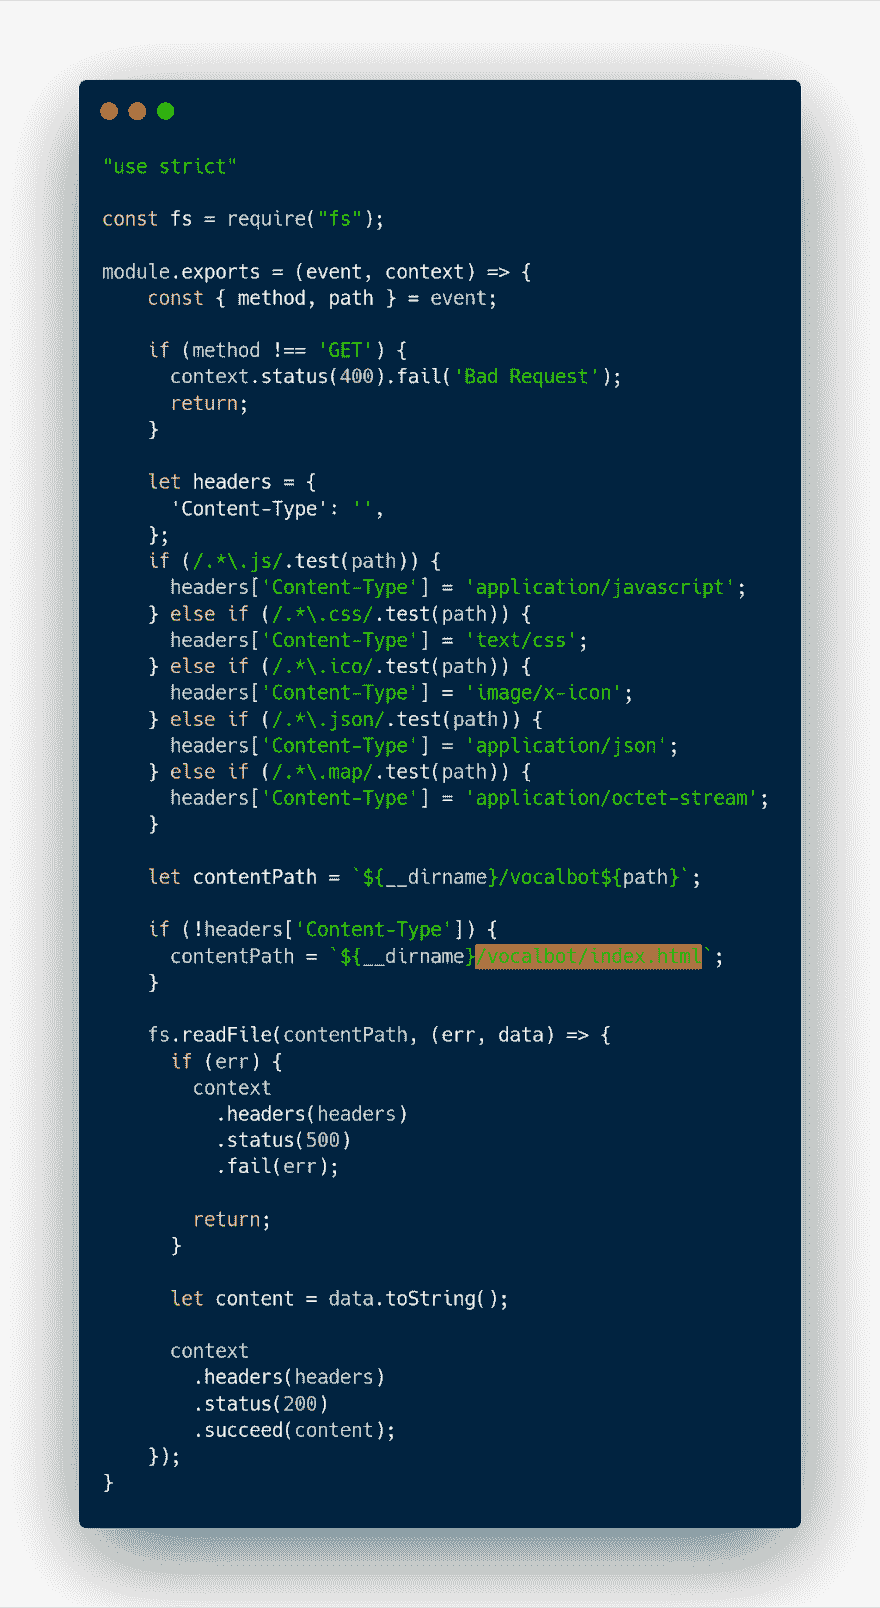 "use strict"

const fs = require("fs");

module.exports = (event, context) => {
    const { method, path } = event;

    if (method !== 'GET') {
      context.status(400).fail('Bad Request');
      return;
    }

    let headers = {
      'Content-Type': '',
    };
    if (/.*\.js/.test(path)) {
      headers['Content-Type'] = 'application/javascript';
    } else if (/.*\.css/.test(path)) {
      headers['Content-Type'] = 'text/css';
    } else if (/.*\.ico/.test(path)) {
      headers['Content-Type'] = 'image/x-icon';
    } else if (/.*\.json/.test(path)) {
      headers['Content-Type'] = 'application/json';
    } else if (/.*\.map/.test(path)) {
      headers['Content-Type'] = 'application/octet-stream';
    }

    let contentPath = `${__dirname}/vocalbot${path}`;

    if (!headers['Content-Type']) {
      contentPath = `${__dirname}/vocalbot/index.html`;
    }

    fs.readFile(contentPath, (err, data) => {
      if (err) {
        context
          .headers(headers)
          .status(500)
          .fail(err);

        return;
      }

      let content = data.toString();

      context
        .headers(headers)
        .status(200)
        .succeed(content);
    });
}